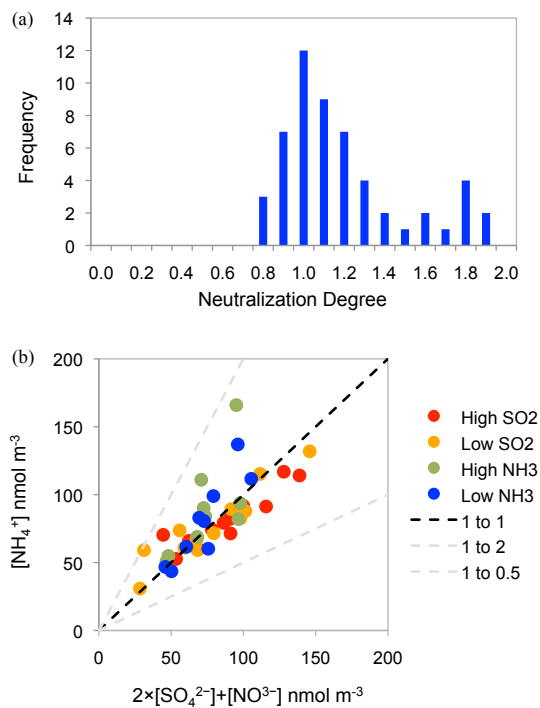 (a)
14
12
10
8
6
4
2
0
Frequency
0.0 0.2 0.4 0.6 0.8 1.0 1.2 1.4 1.6 1.8 2.0
Neutralization Degree
(b)
200
150
100
50
0
[NH₄⁺] nmol m⁻³
0 50 100 150 200
2×[SO₄²⁻]+[NO³⁻] nmol m⁻³
High SO2
Low SO2
High NH3
Low NH3
1 to 1
1 to 2
1 to 0.5